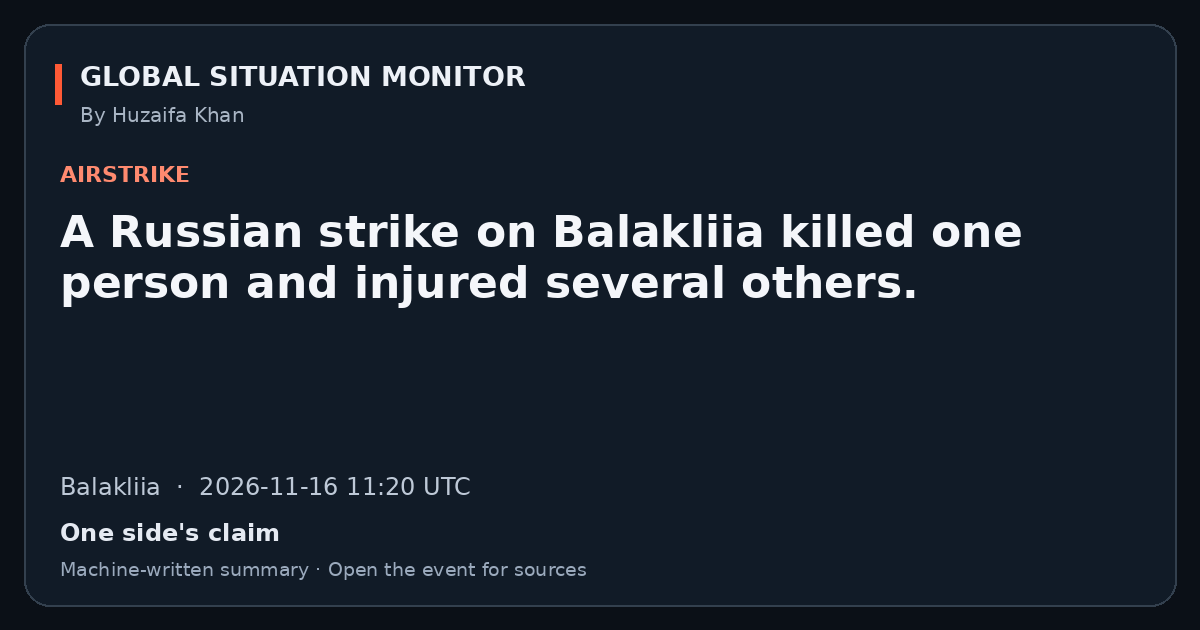 GLOBAL SITUATION MONITOR
By Huzaifa Khan
AIRSTRIKE
A Russian strike on Balakliia killed one
person and injured several others.
Balakliia · 2026-11-16 11:20 UTC
One side's claim
Machine-written summary · Open the event for sources